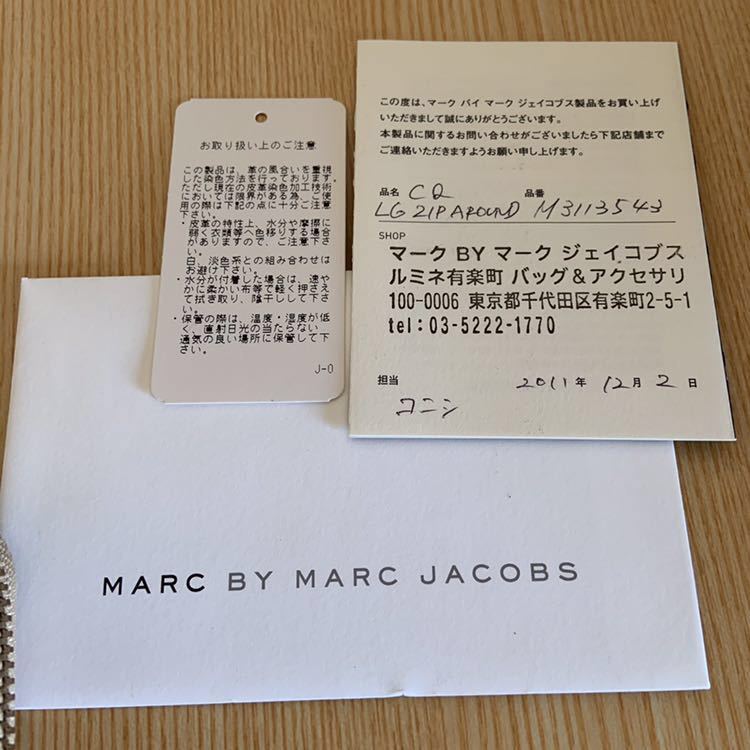 お取り扱い上のご注意
この製品は、革の風合いを重視
した染色方法を行っております。
ただし現在の皮革染色加工技術
においては限界がある為、ご使
用の際は下記の点に十分ご注意
下さい。
・皮革の特性上、水分や摩擦に
弱く衣類等へ色移りする場合
がありますので、ご注意下さ
い。
白、淡色系との組み合わせは
お避け下さい。
・水分が付着した場合は、速や
かに柔らかい布等で軽く押さえ
て拭き取り、陰干しして下さ
い。
・保管の際は、温度・湿度が低
く、直射日光の当たらない
通気の良い場所に保管して下
さい。
J-O
この度は、マーク バイ マーク ジェイコブス製品をお買い上げ
いただきまして誠にありがとうございます。
本製品に関するお問い合わせがございましたら下記店舗まで
ご連絡いただきますようお願い申し上げます。
品名 CQ 品番
LG ZIP AROUND M3113543
SHOP
マーク BY マーク ジェイコブス
ルミネ有楽町 バッグ&アクセサリ
100-0006 東京都千代田区有楽町2-5-1
tel:03-5222-1770
担当 2011年 12月 2日
コニシ
MARC BY MARC JACOBS